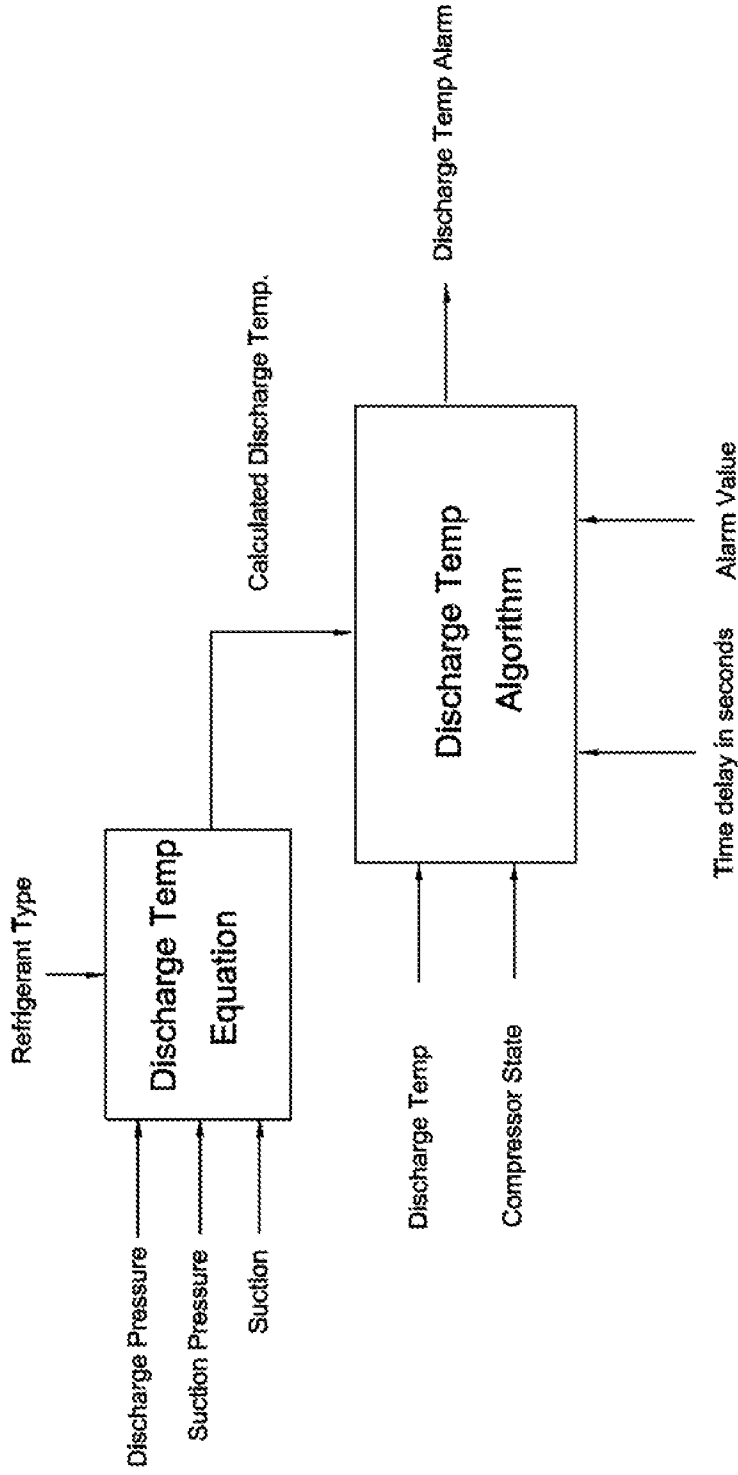 Refrigerant Type
Discharge Pressure
Suction Pressure
Suction
Discharge Temp
Equation
Calculated Discharge Temp.
Discharge Temp
Compressor State
Discharge Temp
Algorithm
Discharge Temp Alarm
Time delay in seconds
Alarm Value